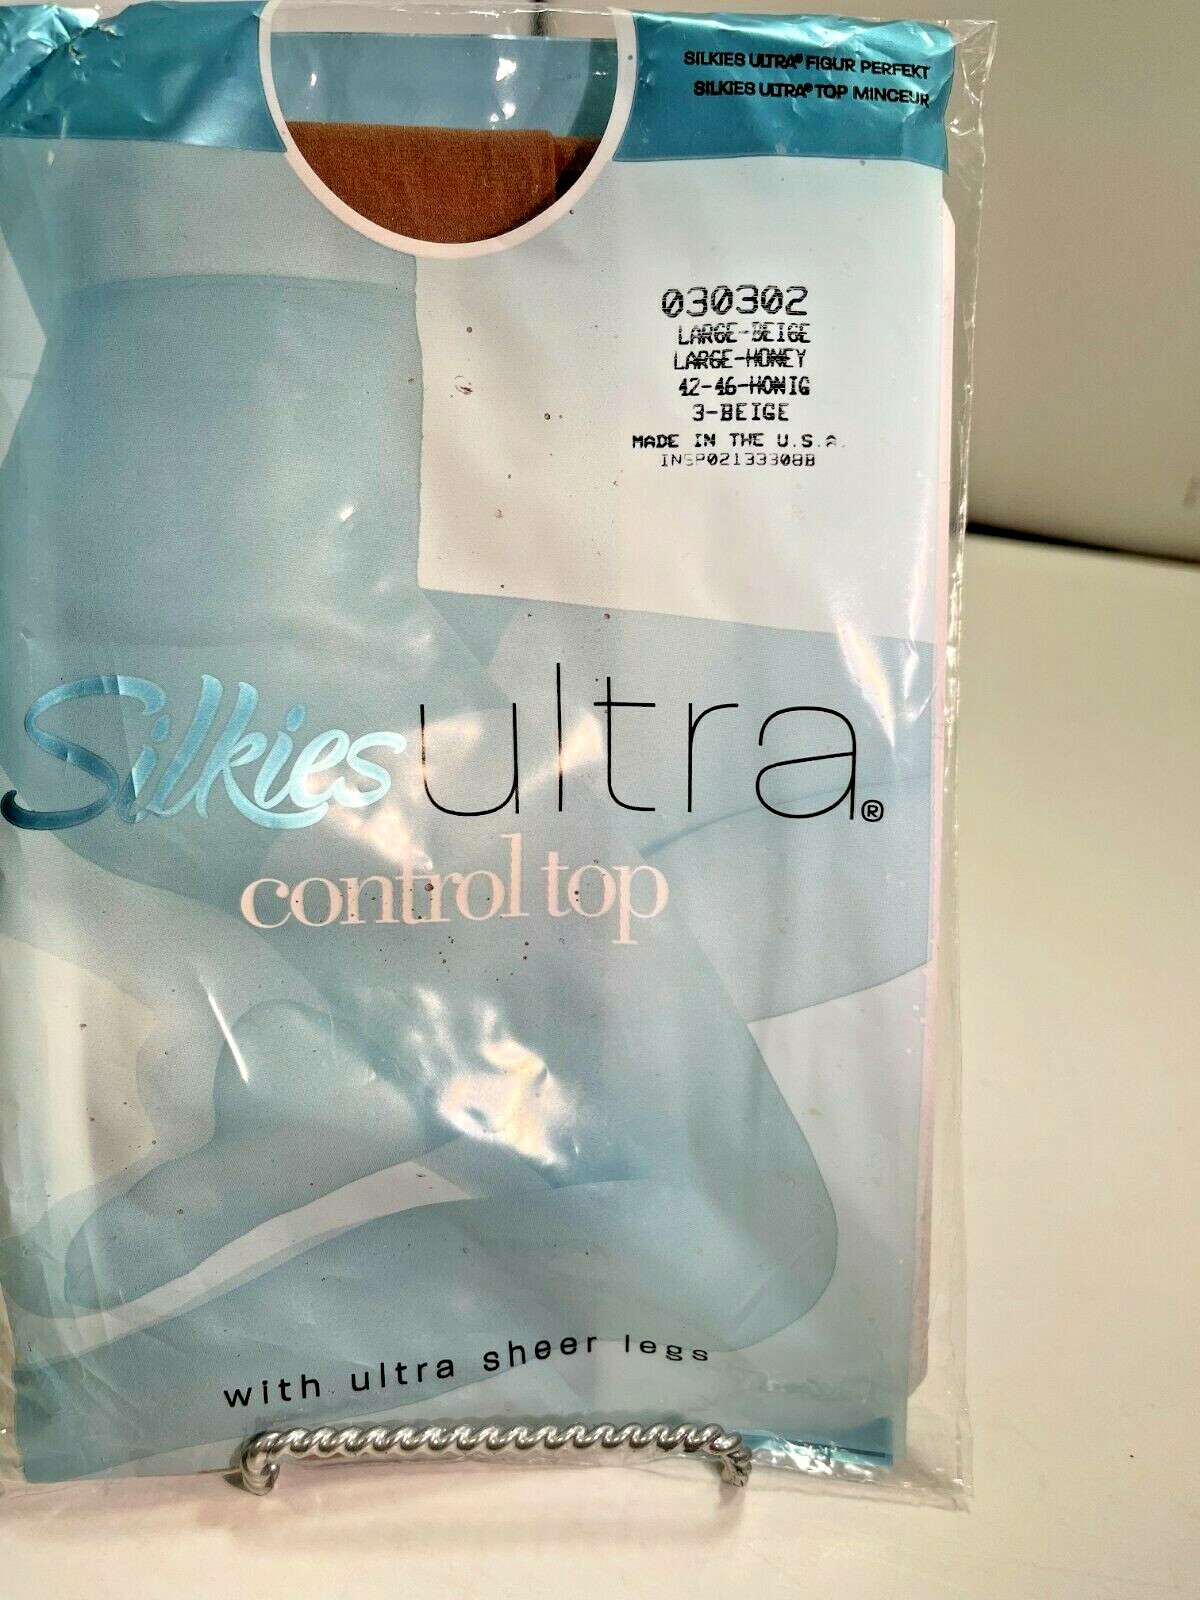 SILKIES ULTRA® FIGUR PERFEKT
SILKIES ULTRA® TOP MINCEUR
030302
LARGE-BEIGE
LARGE-HONEY
42-46-HONIG
3-BEIGE
MADE IN THE U.S.A.
INSP02133308B
Silkies ultra®
control top
with ultra sheer legs